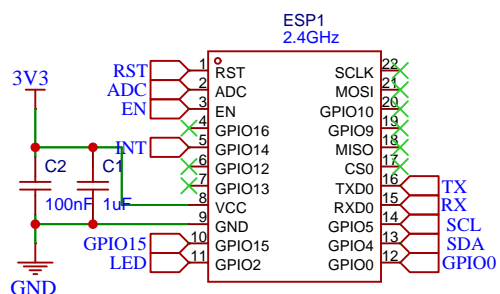 ESP1
2.4GHz
RST 1 RST SCLK 22
ADC 2 ADC MOSI 21
EN 3 EN GPIO10 20
4 GPIO16 GPIO9 19
INT 5 GPIO14 MISO 18
6 GPIO12 CS0 17
7 GPIO13 TXD0 16 TX
8 VCC RXD0 15 RX
9 GND GPIO5 14 SCL
GPIO15 10 GPIO15 GPIO4 13 SDA
LED 11 GPIO2 GPIO0 12 GPIO0
3V3
C2 C1
100nF 1uF
GND